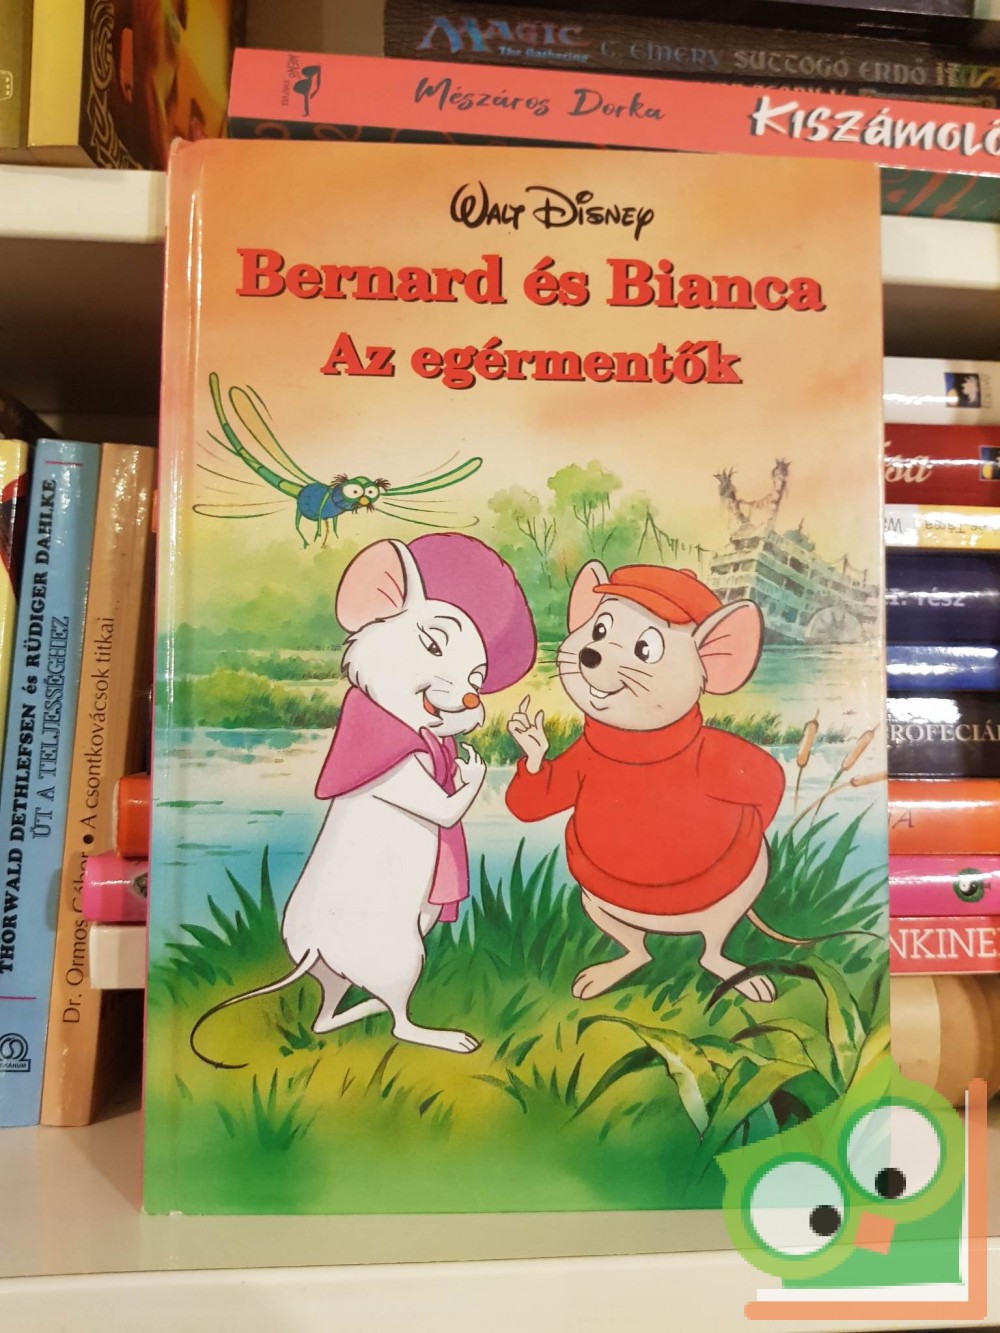 MAGIC
The Gathering
C. EMERY SUTTOGÓ ERDŐ
Mészáros Dorka
KISZÁMOLÓ
WALT DISNEY
Bernard és Bianca
Az egérmentők
THORWALD DETHLEFSEN és RÜDIGER DAHLKE
ÚT A TELJESSÉGHEZ
Dr. Ormos Gábor • A csontkovácsok titkai
rész
NKINE